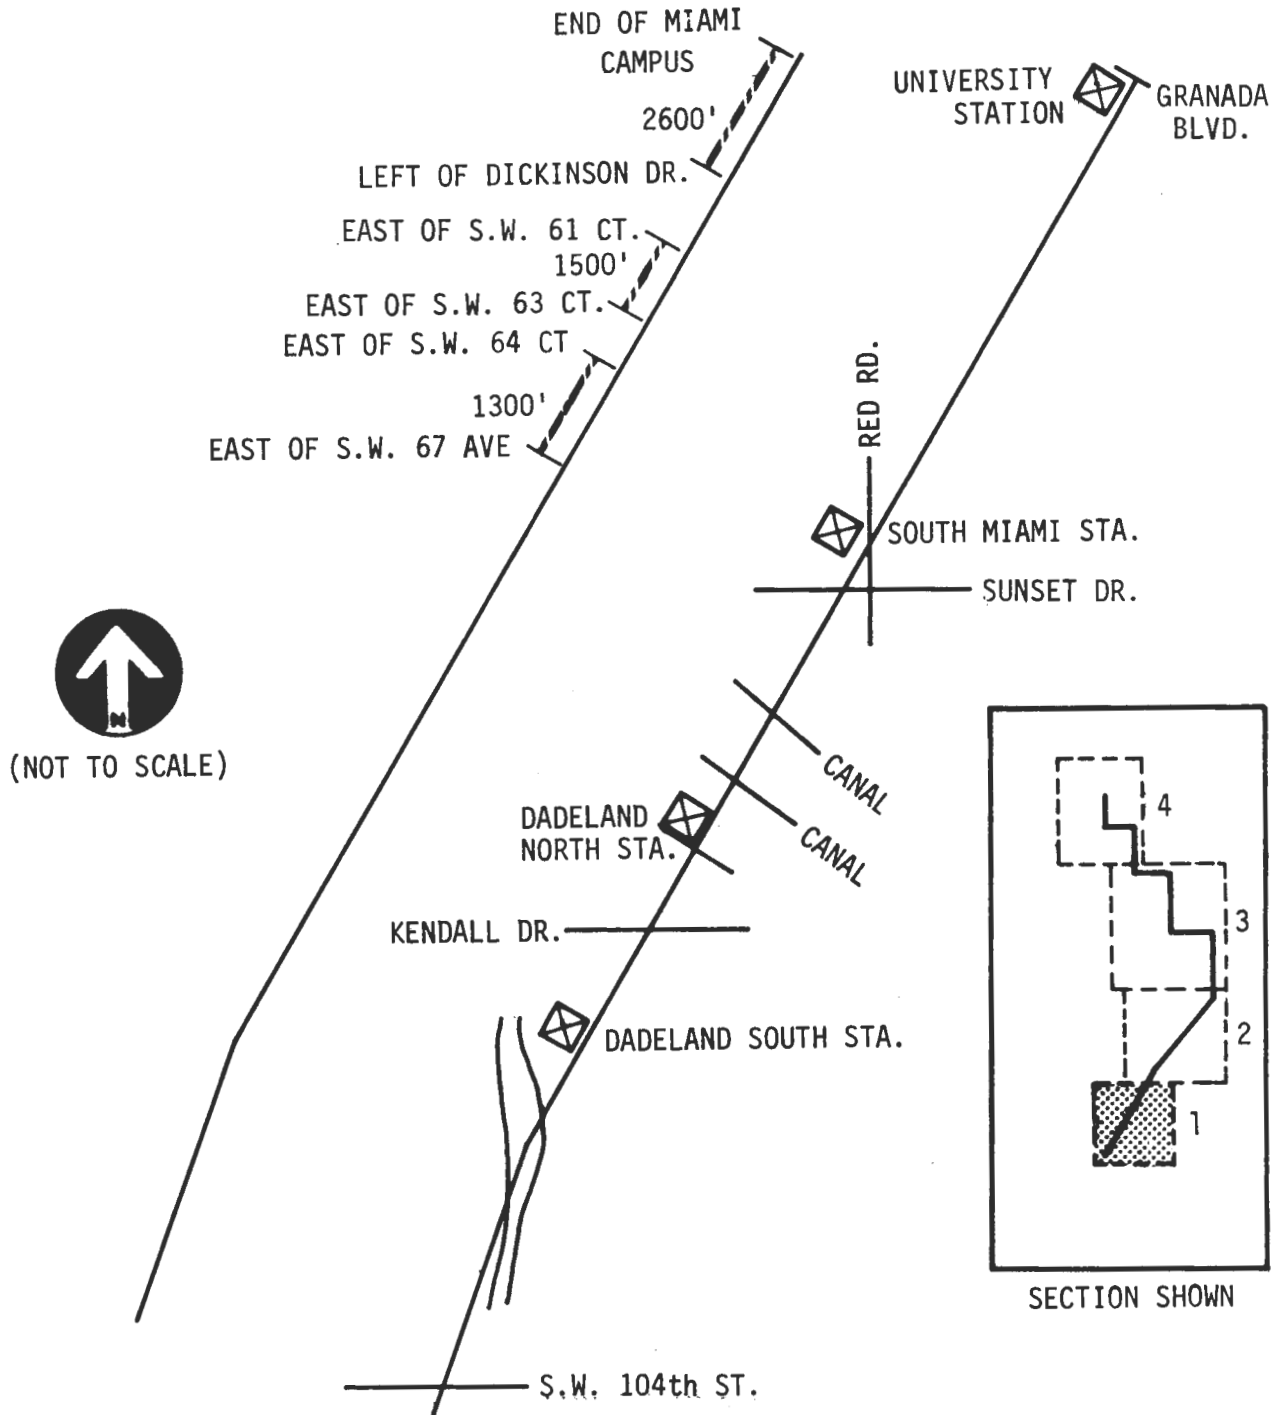 END OF MIAMI
CAMPUS
2600'
LEFT OF DICKINSON DR.
EAST OF S.W. 61 CT.
1500'
EAST OF S.W. 63 CT.
EAST OF S.W. 64 CT
1300'
EAST OF S.W. 67 AVE
UNIVERSITY
STATION
GRANADA
BLVD.
RED RD.
SOUTH MIAMI STA.
SUNSET DR.
CANAL
CANAL
DADELAND
NORTH STA.
KENDALL DR.
DADELAND SOUTH STA.
S.W. 104th ST.
N
(NOT TO SCALE)
4
3
2
1
SECTION SHOWN